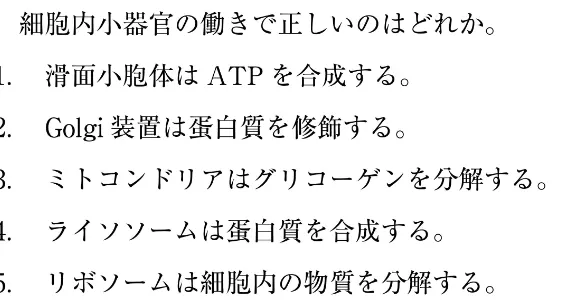 細胞内小器官の働きで正しいのはどれか。
1. 滑面小胞体は ATP を合成する。
2. Golgi 装置は蛋白質を修飾する。
3. ミトコンドリアはグリコーゲンを分解する。
4. ライソソームは蛋白質を合成する。
5. リボソームは細胞内の物質を分解する。